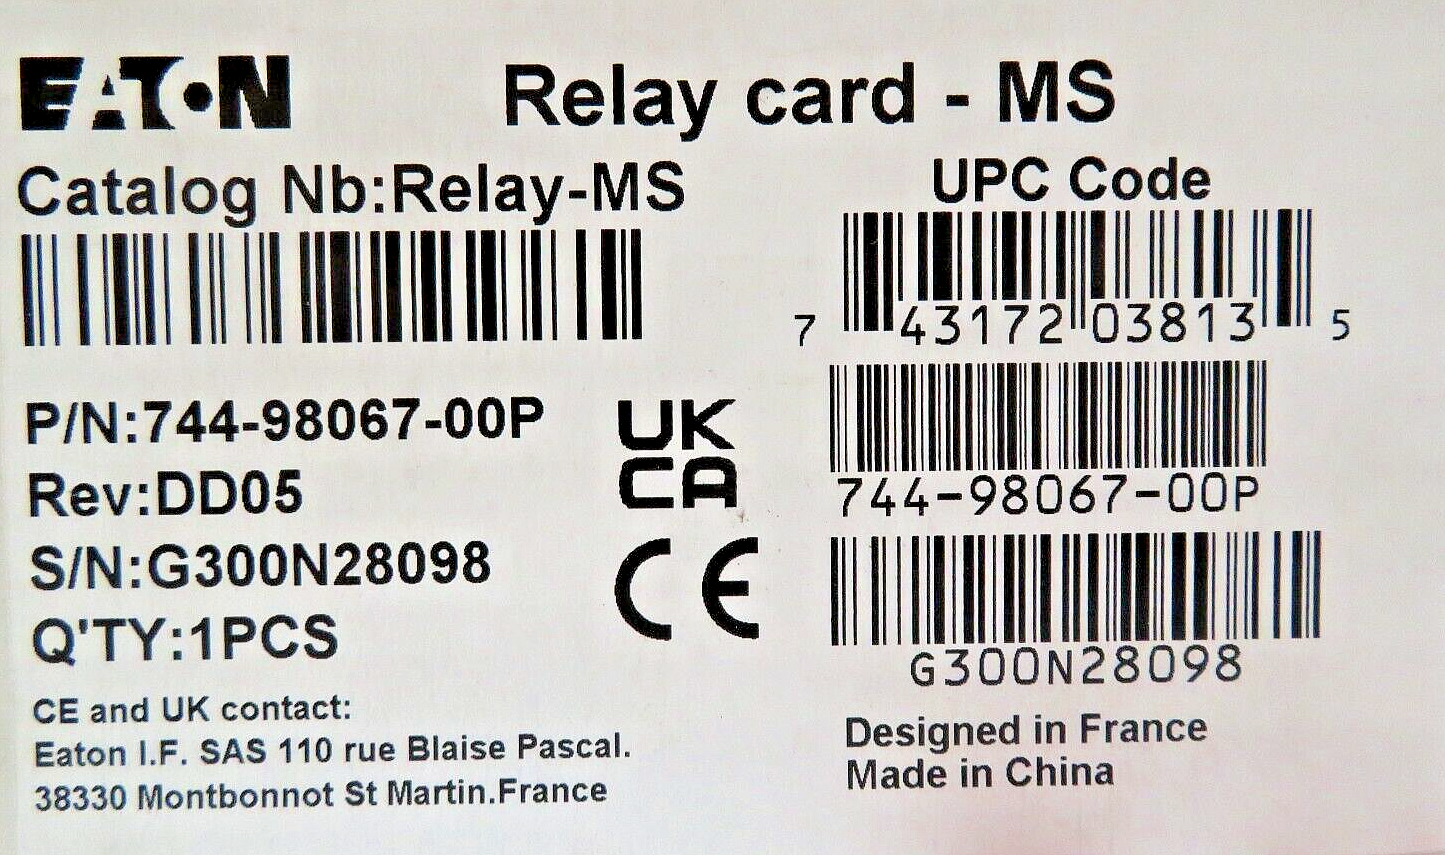 EATON
Relay card - MS
Catalog Nb:Relay-MS
UPC Code
7 43172 03813 5
P/N:744-98067-00P
UK
CA
744-98067-00P
Rev:DD05
S/N:G300N28098
CE
G300N28098
Q'TY:1PCS
CE and UK contact:
Eaton I.F. SAS 110 rue Blaise Pascal.
38330 Montbonnot St Martin.France
Designed in France
Made in China